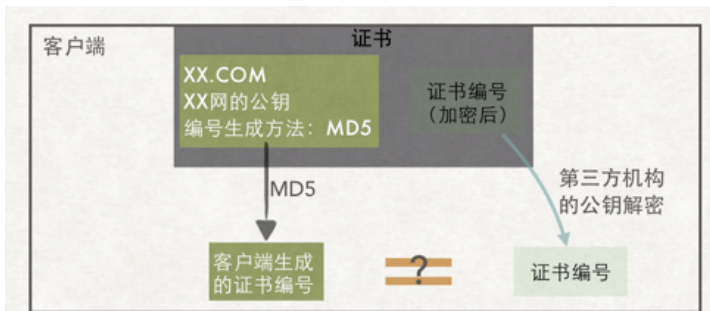 客户端
证书
XX.COM
XX网的公钥
编号生成方法：MD5
证书编号
（加密后）
MD5
第三方机构
的公钥解密
客户端生成
的证书编号
?
证书编号